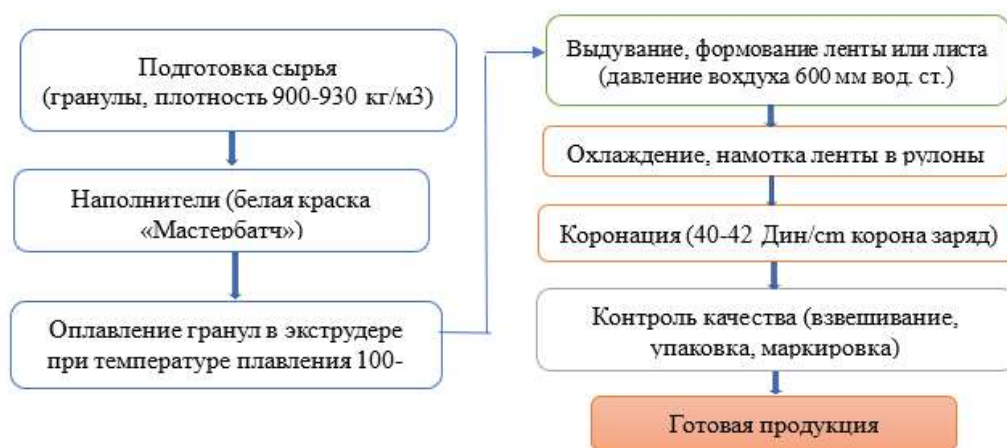 Подготовка сырья
(гранулы, плотность 900-930 кг/м3)
Наполнители (белая краска
«Мастербатч»)
Оплавление гранул в экструдере
при температуре плавления 100-
Выдувание, формование ленты или листа
(давление вохдуха 600 мм вод. ст.)
Охлаждение, намотка ленты в рулоны
Коронация (40-42 Дин/cm корона заряд)
Контроль качества (взвешивание,
упаковка, маркировка)
Готовая продукция